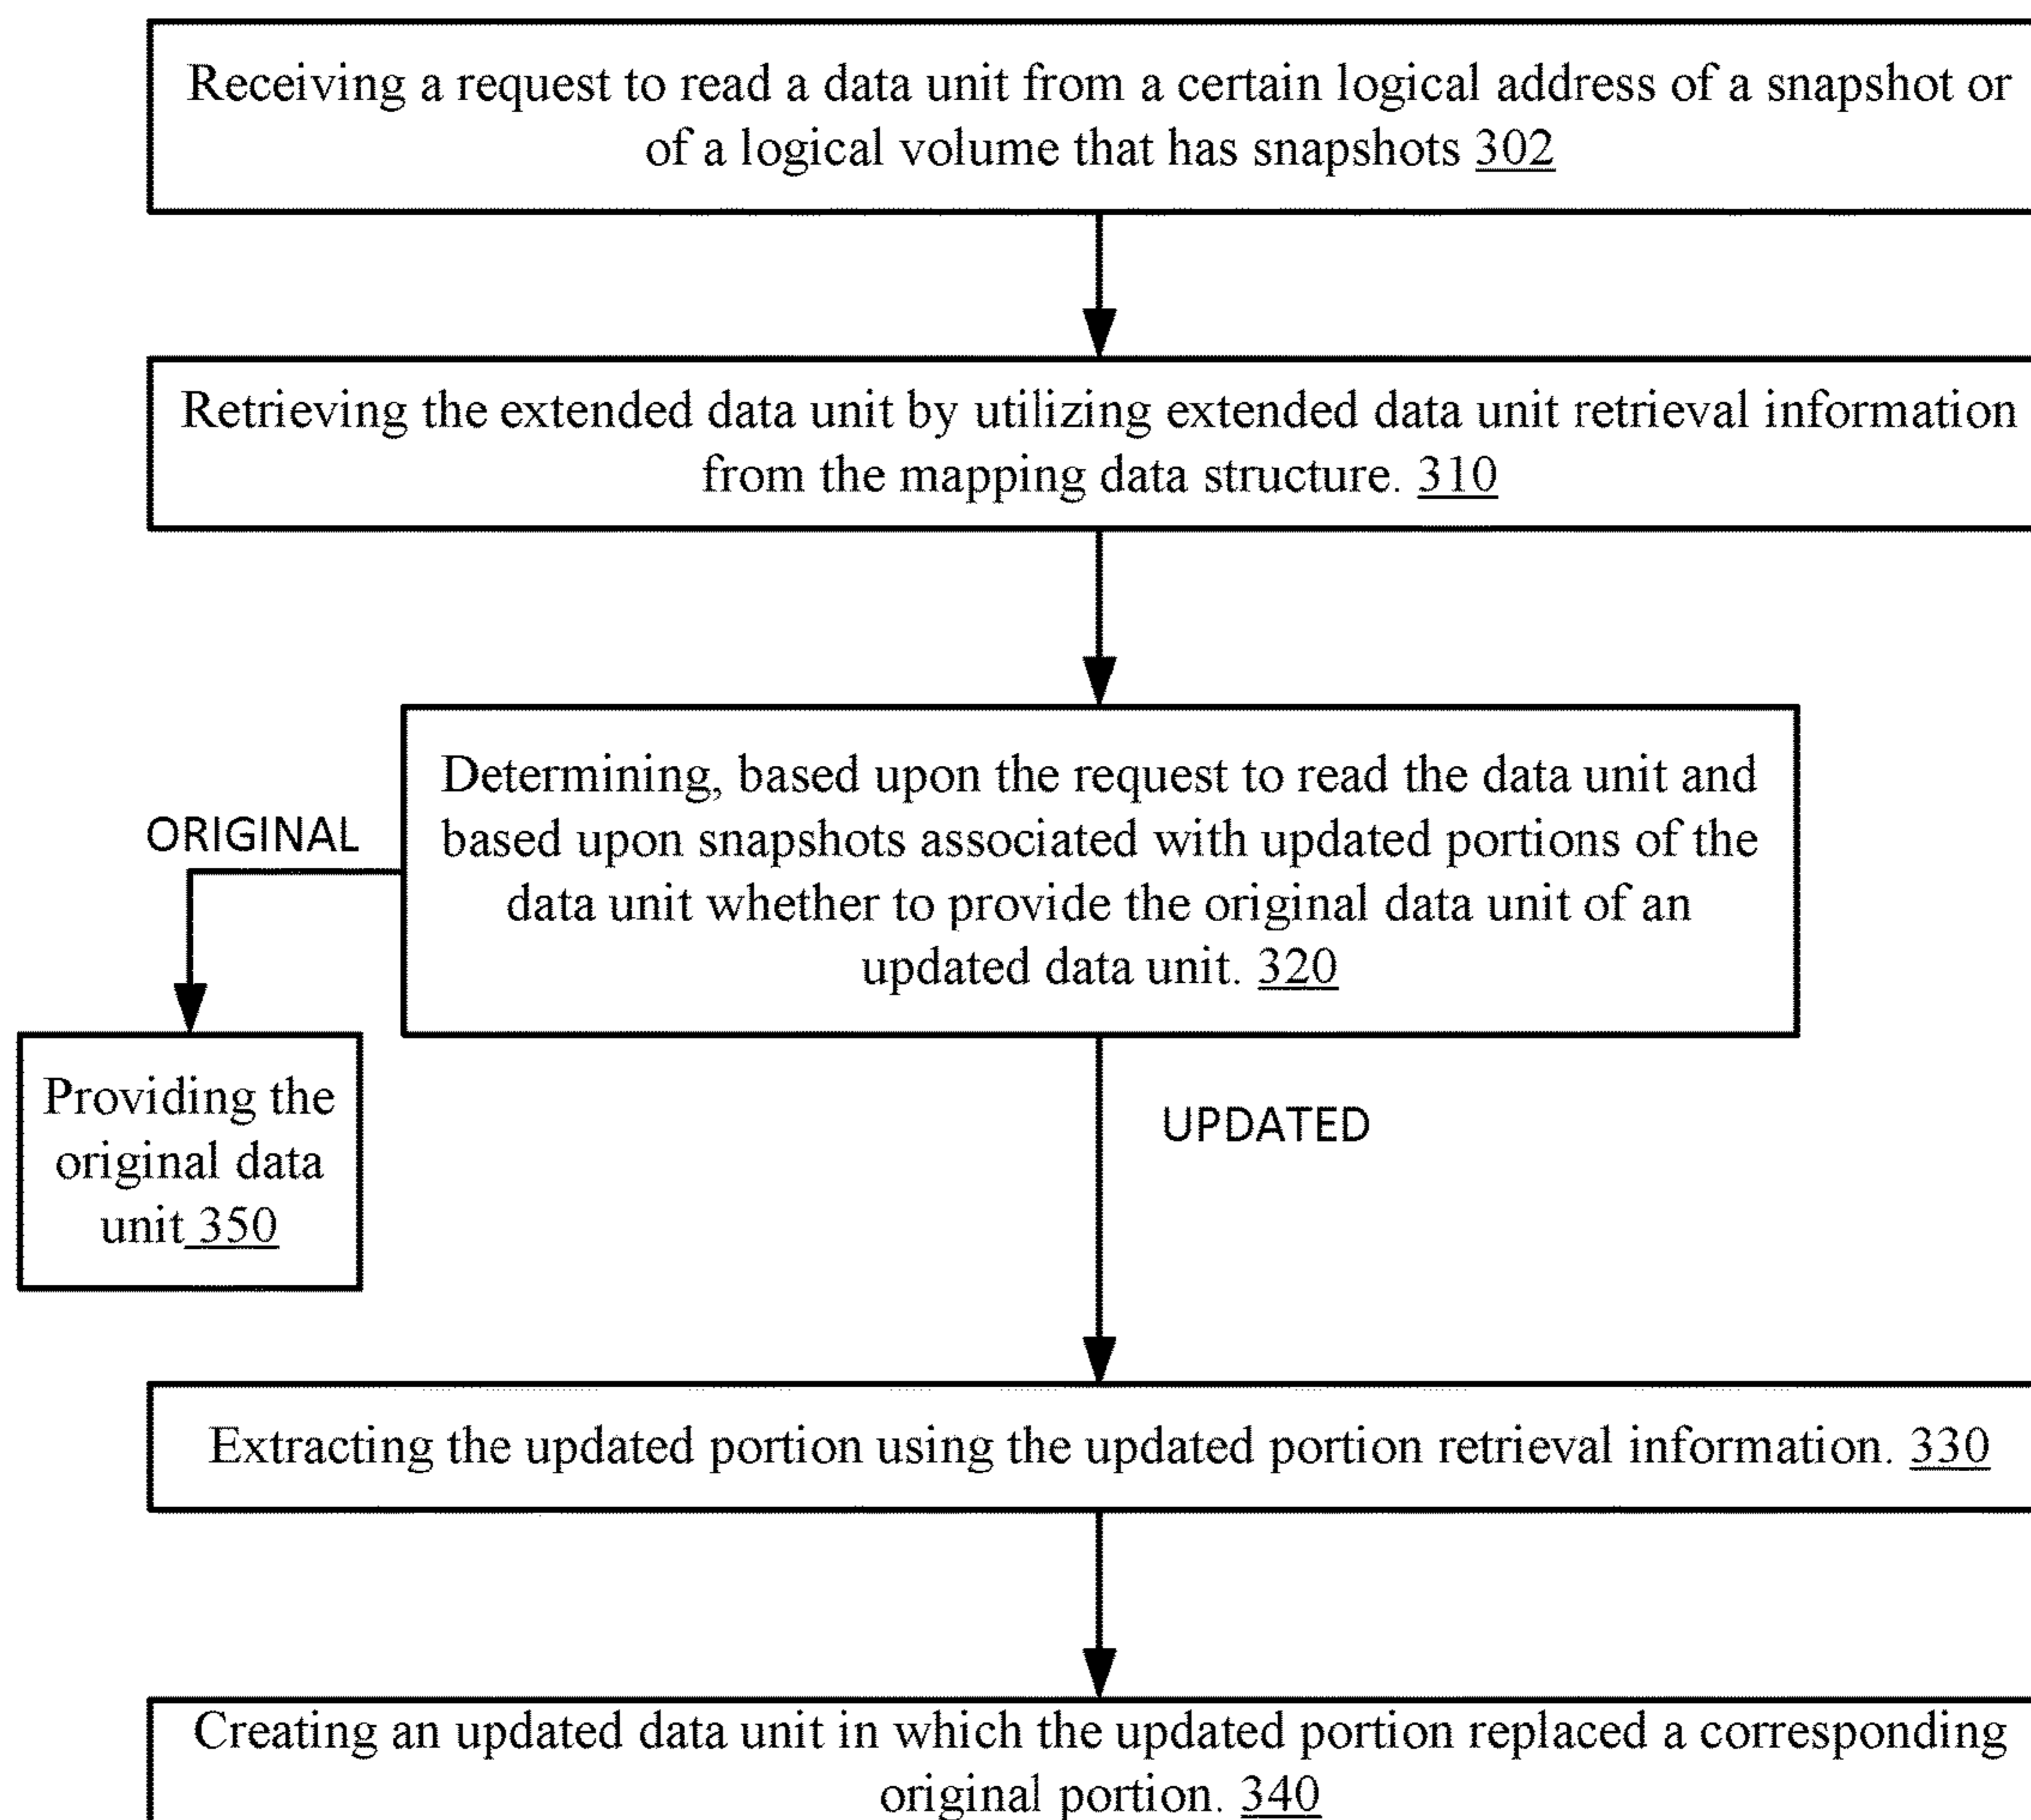 Receiving a request to read a data unit from a certain logical address of a snapshot or
of a logical volume that has snapshots 302
Retrieving the extended data unit by utilizing extended data unit retrieval information
from the mapping data structure. 310
Determining, based upon the request to read the data unit and
based upon snapshots associated with updated portions of the
data unit whether to provide the original data unit of an
updated data unit. 320
ORIGINAL
Providing the
original data
unit 350
UPDATED
Extracting the updated portion using the updated portion retrieval information. 330
Creating an updated data unit in which the updated portion replaced a corresponding
original portion. 340